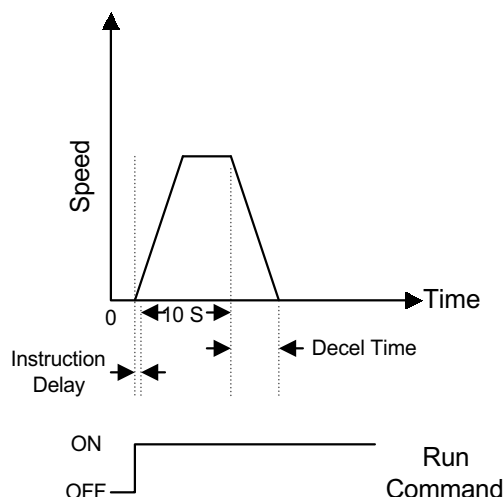 Speed
Time
0
10 S
Instruction
Delay
Decel Time
ON
OFF
Run
Command